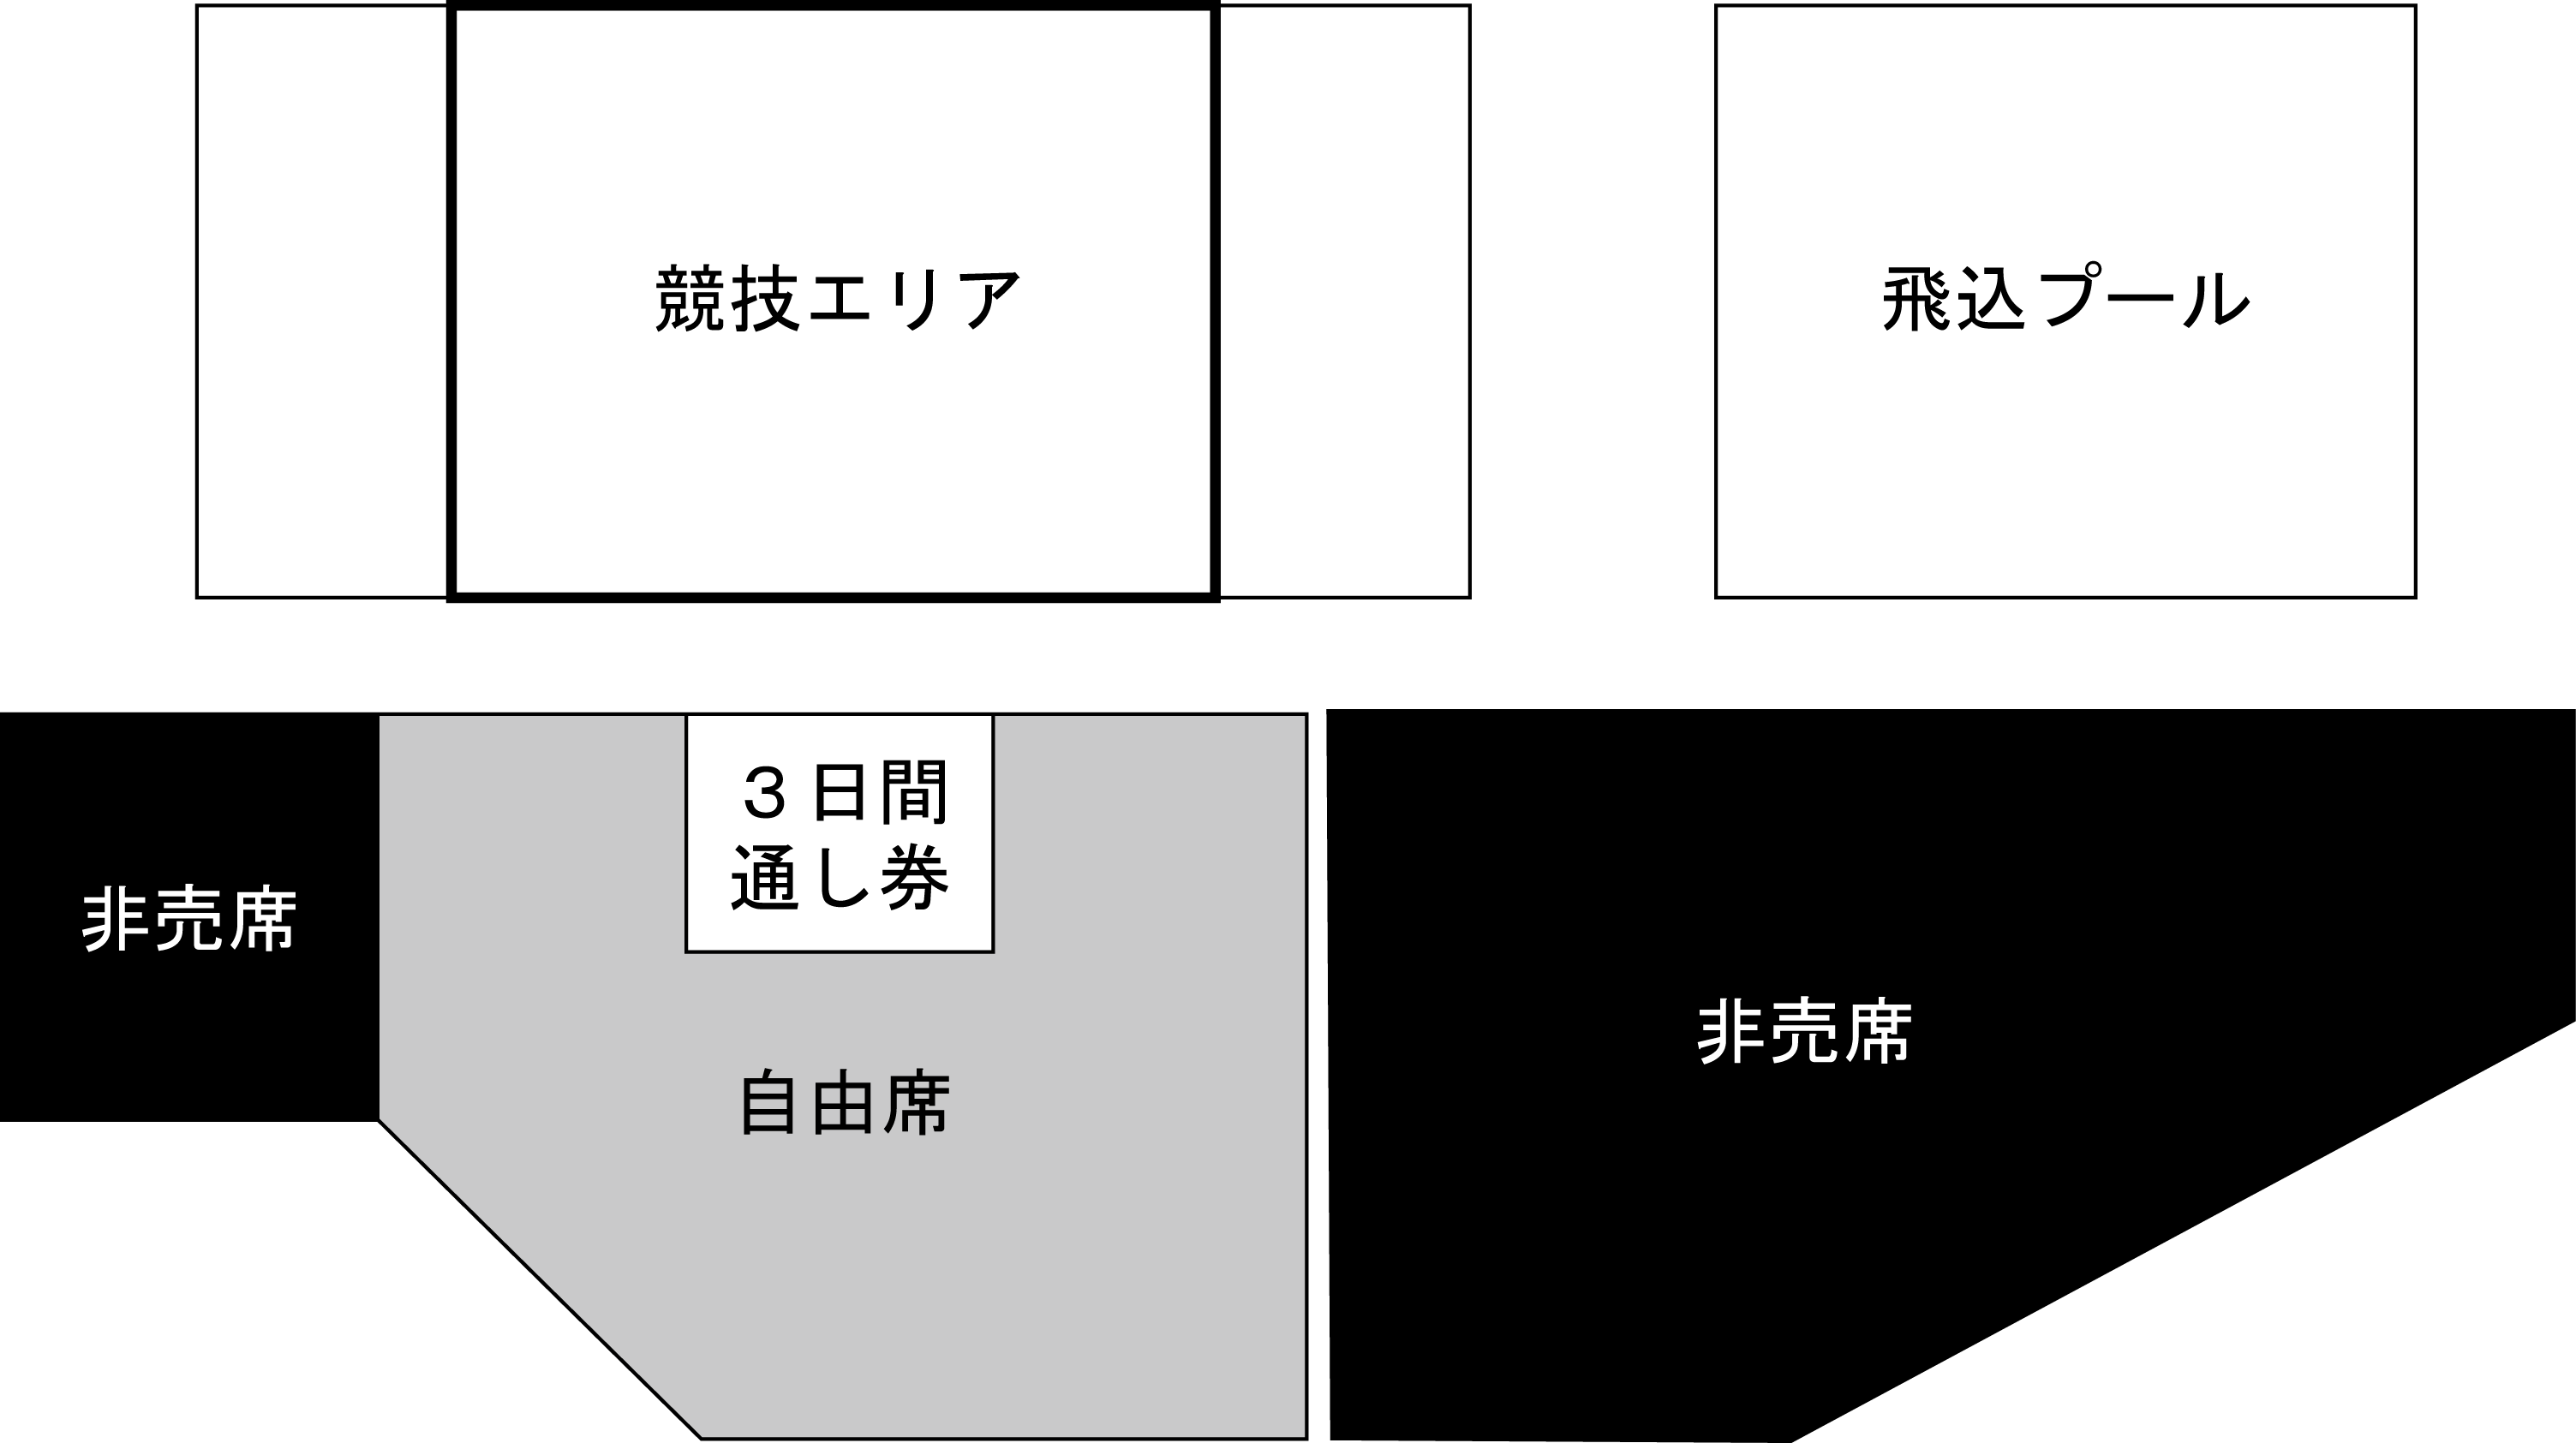 競技エリア
飛込プール
３日間
通し券
非売席
非売席
自由席